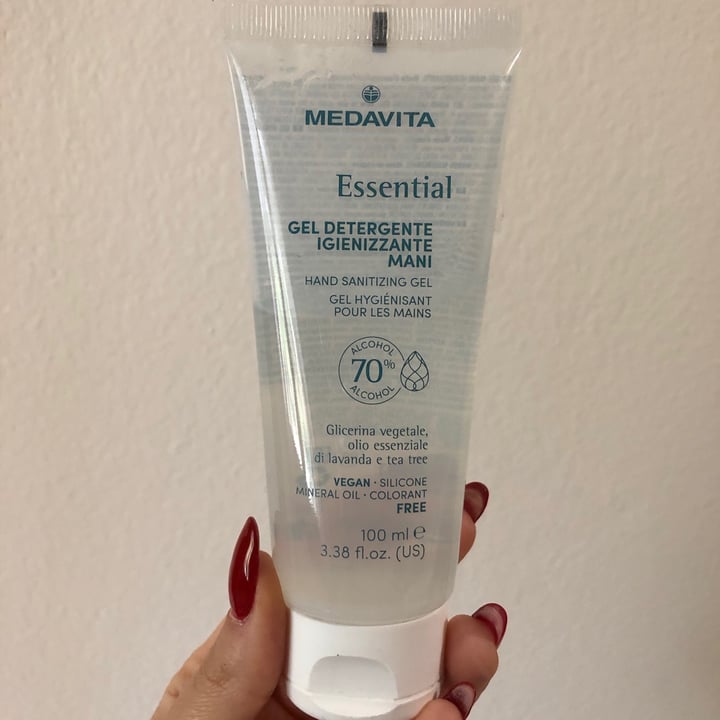 MEDAVITA
Essential
GEL DETERGENTE
IGIENIZZANTE
MANI
HAND SANITIZING GEL
GEL HYGIÉNISANT
POUR LES MAINS
ALCOHOL
70%
ALCOHOL
Glicerina vegetale,
olio essenziale
di lavanda e tea tree
VEGAN · SILICONE
MINERAL OIL · COLORANT
FREE
100 ml ℮
3.38 fl.oz. (US)